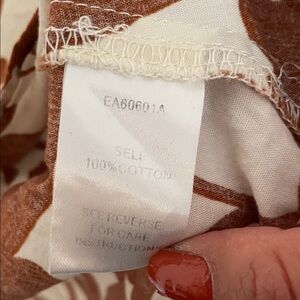 EA60601A
SELF
100%COTTON
SEE REVERSE
FOR CARE
INSTRUCTIONS